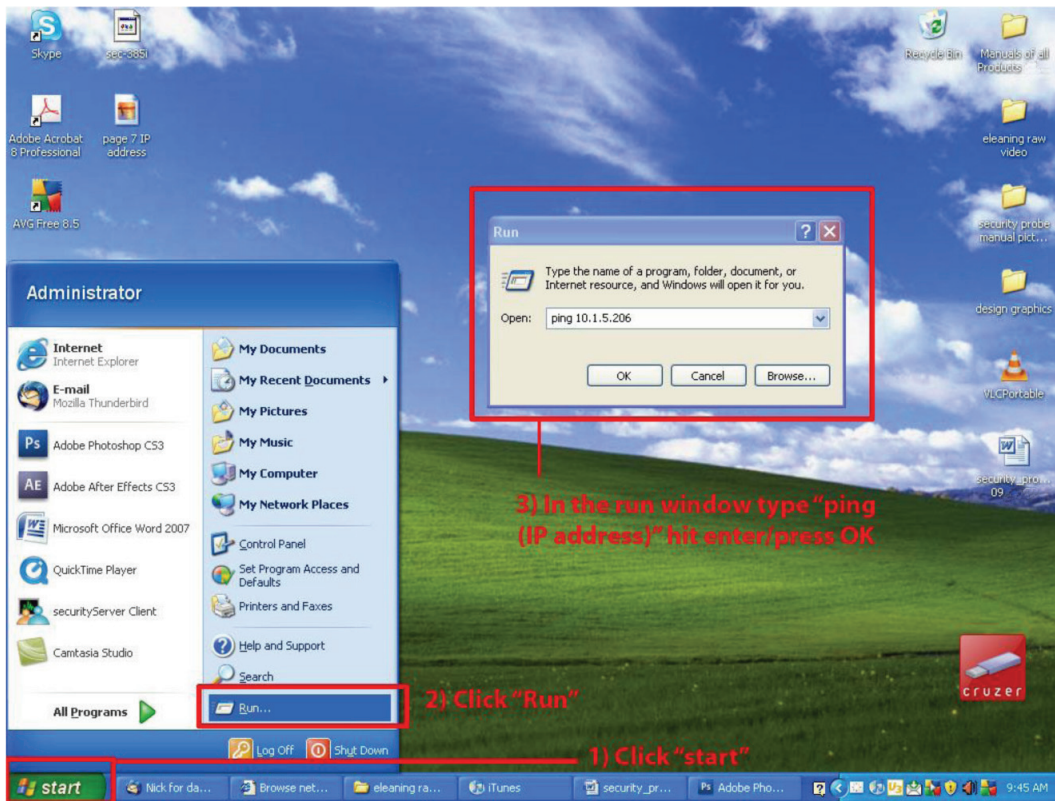 Skype
sec-385i
Recycle Bin
Manuals of all
Products
Adobe Acrobat
8 Professional
page 7 IP
address
eleaning raw
video
AVG Free 8.5
security probe
manual pict...
design graphics
VLCPortable
security_pro...
09
Run
Type the name of a program, folder, document, or
Internet resource, and Windows will open it for you.
Open:
ping 10.1.5.206
OK
Cancel
Browse...
3) In the run window type "ping
(IP address)" hit enter/press OK
Administrator
Internet
Internet Explorer
E-mail
Mozilla Thunderbird
Ps
Adobe Photoshop CS3
AE
Adobe After Effects CS3
Microsoft Office Word 2007
QuickTime Player
securityServer Client
Camtasia Studio
All Programs
My Documents
My Recent Documents
My Pictures
My Music
My Computer
My Network Places
Control Panel
Set Program Access and
Defaults
Printers and Faxes
Help and Support
Search
Run...
2) Click "Run"
Log Off
Shut Down
1) Click "start"
cruzer
start
Nick for da...
Browse net...
eleaning ra...
iTunes
security_pr...
Ps
Adobe Pho...
9:45 AM